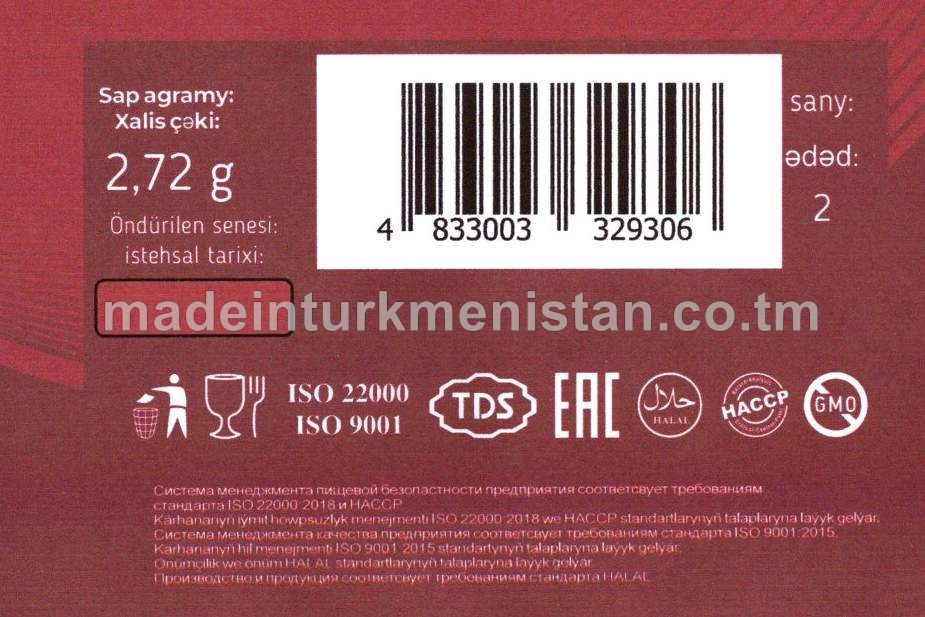 Sap agramy:
Xalis çəki:
2,72 g
Öndürilen senesi:
istehsal tarixi:
4 833003 329306
sany:
ədəd:
2
madeinturkmenistan.co.tm
ISO 22000
ISO 9001
TDS
EAC
حلال
HALAL
HACCP
GMO
Система менеджмента пищевой безопастности предприятия соответсвует требованиям
стандарта ISO 22000 2018 и HACCP
Kärhananyň iýmit howpsuzlyk menejmenti ISO 22000 2018 we HACCP standartlarynyň talaplaryna laýyk gelýär.
Система менеджмента качества предприятия соответсвует требованиям стандарта ISO 9001:2015.
Kärhananyň hil menejmenti ISO 9001:2015 standartynyň talaplaryna laýyk gelýär.
Önümçilik we önüm HALAL standartlarynyň talaplaryna laýyk gelýär
Производство и продукция соответсвует требованиям стандарта HALAL